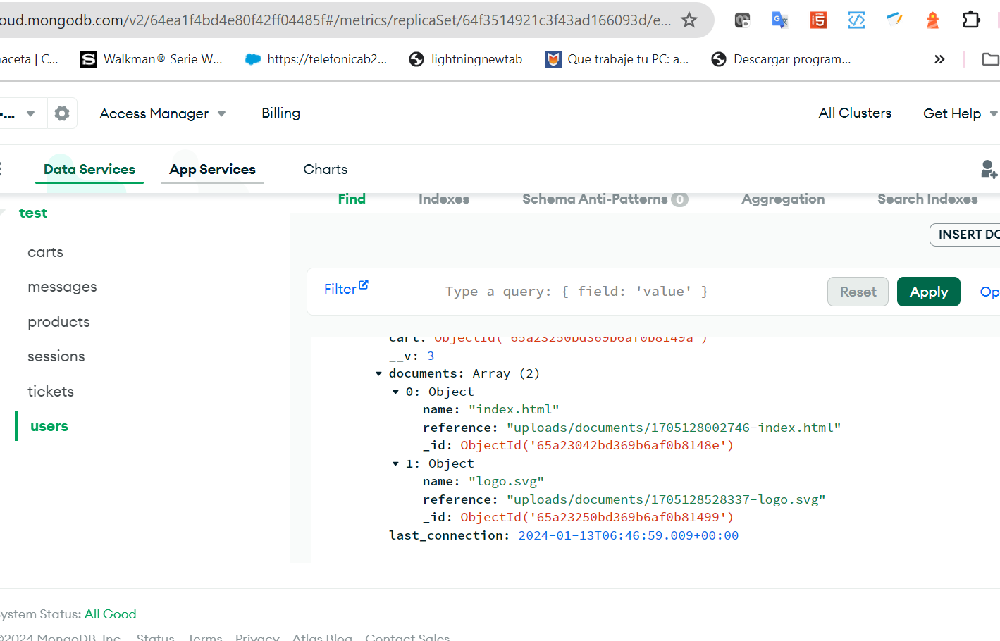 oud.mongodb.com/v2/64ea1f4bd4e80f42ff04485f#/metrics/replicaSet/64f3514921c3f43ad166093d/e...
aceta | C... Walkman® Serie W... https://telefonicab2... lightningnewtab Que trabaje tu PC: a... Descargar program... »
-... Access Manager Billing All Clusters Get Help
Data Services App Services Charts
test
carts
messages
products
sessions
tickets
users
Find Indexes Schema Anti-Patterns 0 Aggregation Search Indexes
INSERT DO
Filter Type a query: { field: 'value' } Reset Apply Op
cart: ObjectId('65a23250bd369b6af0b8149a')
__v: 3
documents: Array (2)
0: Object
name: "index.html"
reference: "uploads/documents/1705128002746-index.html"
_id: ObjectId('65a23042bd369b6af0b8148e')
1: Object
name: "logo.svg"
reference: "uploads/documents/1705128528337-logo.svg"
_id: ObjectId('65a23250bd369b6af0b81499')
last_connection: 2024-01-13T06:46:59.009+00:00
ystem Status: All Good
©2024 MongoDB, Inc. Status Terms Privacy Atlas Blog Contact Sales